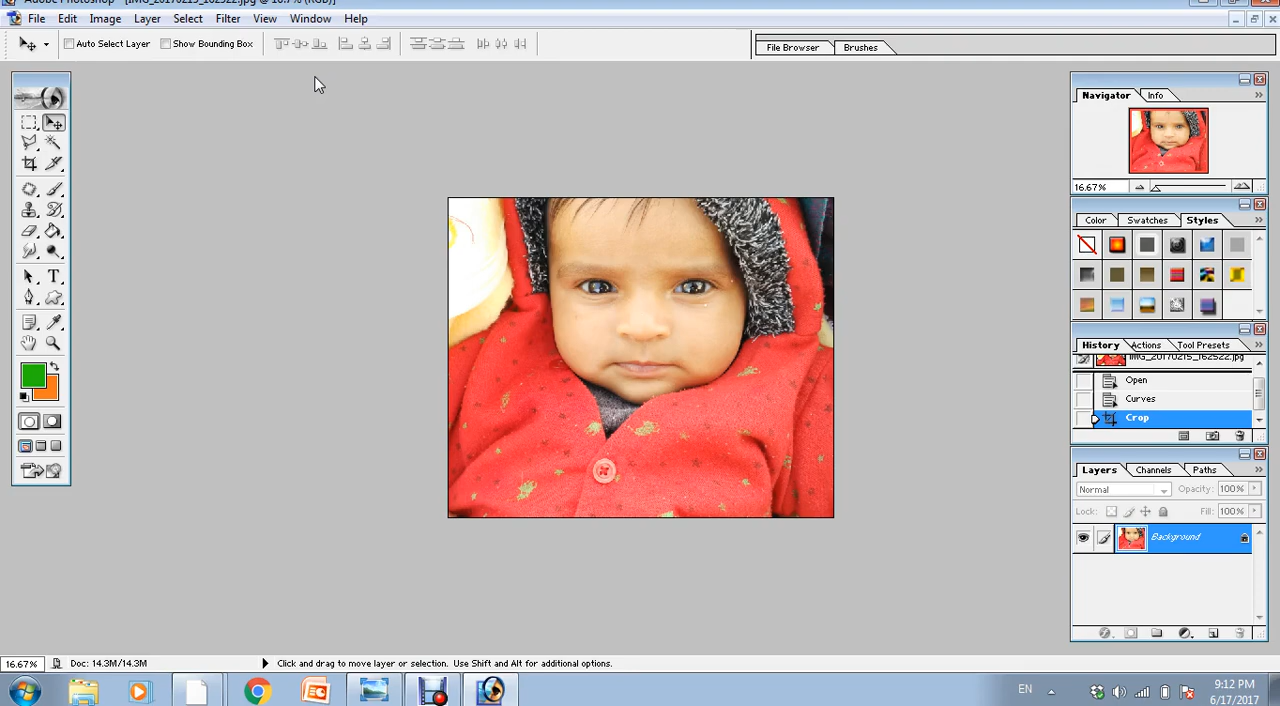 Adobe Photoshop - [IMG_20170215_162522.jpg @ 16.7% (RGB)]
File Edit Image Layer Select Filter View Window Help
Auto Select Layer Show Bounding Box
File Browser Brushes
Navigator Info
16.67%
Color Swatches Styles
History Actions Tool Presets
IMG_20170215_162522.jpg
Open
Curves
Crop
Layers Channels Paths
Normal Opacity: 100%
Lock: Fill: 100%
Background
T
16.67% Doc: 14.3M/14.3M Click and drag to move layer or selection. Use Shift and Alt for additional options.
EN 9:12 PM
6/17/2017